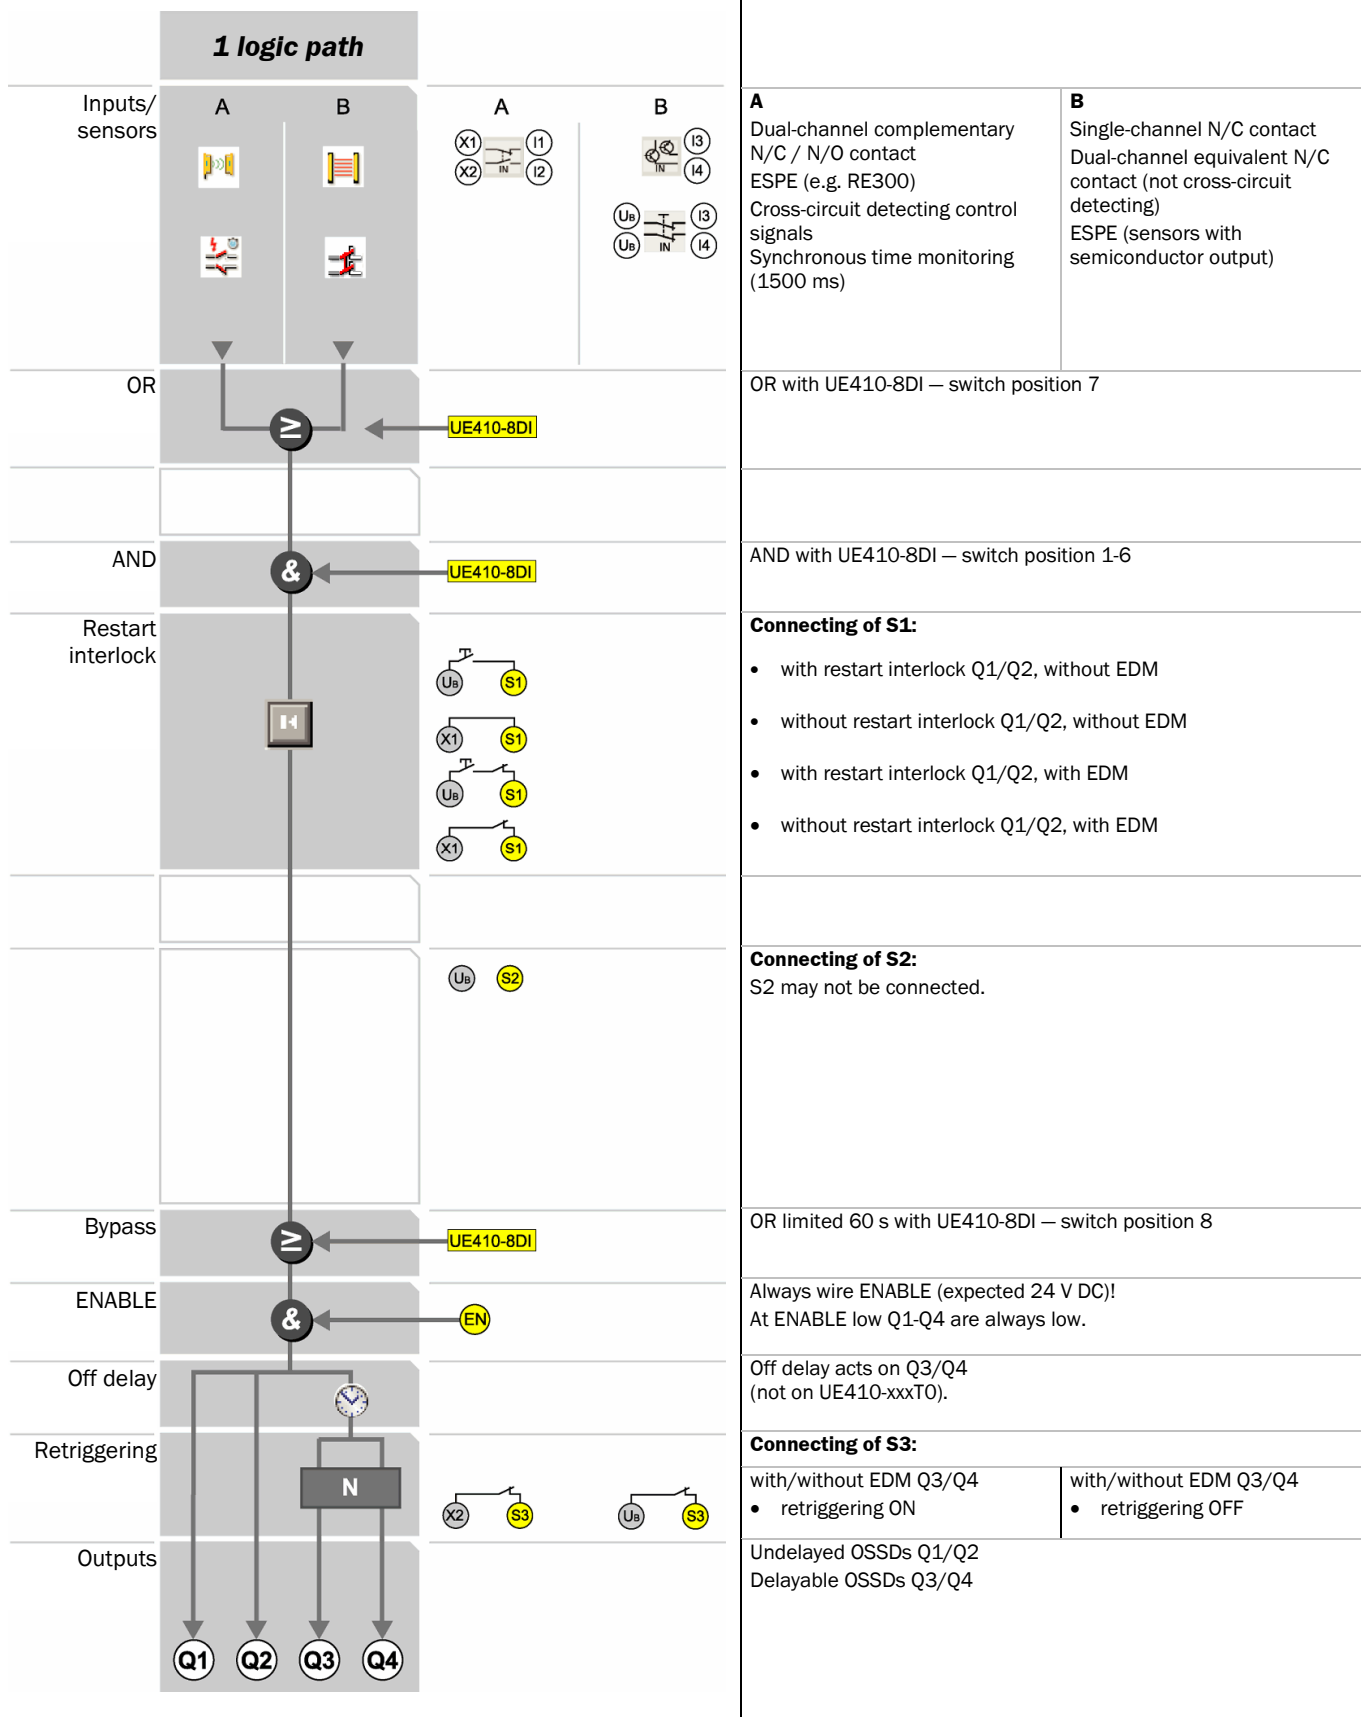 1 logic path
Inputs/
sensors
A
B
A
B
X1
I1
X2
IN
I2
I3
IN
I4
UB
I3
UB
IN
I4
A
Dual-channel complementary
N/C / N/O contact
ESPE (e.g. RE300)
Cross-circuit detecting control
signals
Synchronous time monitoring
(1500 ms)
B
Single-channel N/C contact
Dual-channel equivalent N/C
contact (not cross-circuit
detecting)
ESPE (sensors with
semiconductor output)
OR
≥
UE410-8DI
OR with UE410-8DI — switch position 7
AND
&
UE410-8DI
AND with UE410-8DI — switch position 1-6
Restart
interlock
UB
S1
X1
S1
UB
S1
X1
S1
Connecting of S1:
• with restart interlock Q1/Q2, without EDM
• without restart interlock Q1/Q2, without EDM
• with restart interlock Q1/Q2, with EDM
• without restart interlock Q1/Q2, with EDM
UB
S2
Connecting of S2:
S2 may not be connected.
Bypass
≥
UE410-8DI
OR limited 60 s with UE410-8DI — switch position 8
ENABLE
&
EN
Always wire ENABLE (expected 24 V DC)!
At ENABLE low Q1-Q4 are always low.
Off delay
Off delay acts on Q3/Q4
(not on UE410-xxxT0).
Retriggering
N
X2
S3
UB
S3
Connecting of S3:
with/without EDM Q3/Q4
• retriggering ON
with/without EDM Q3/Q4
• retriggering OFF
Outputs
Undelayed OSSDs Q1/Q2
Delayable OSSDs Q3/Q4
Q1
Q2
Q3
Q4